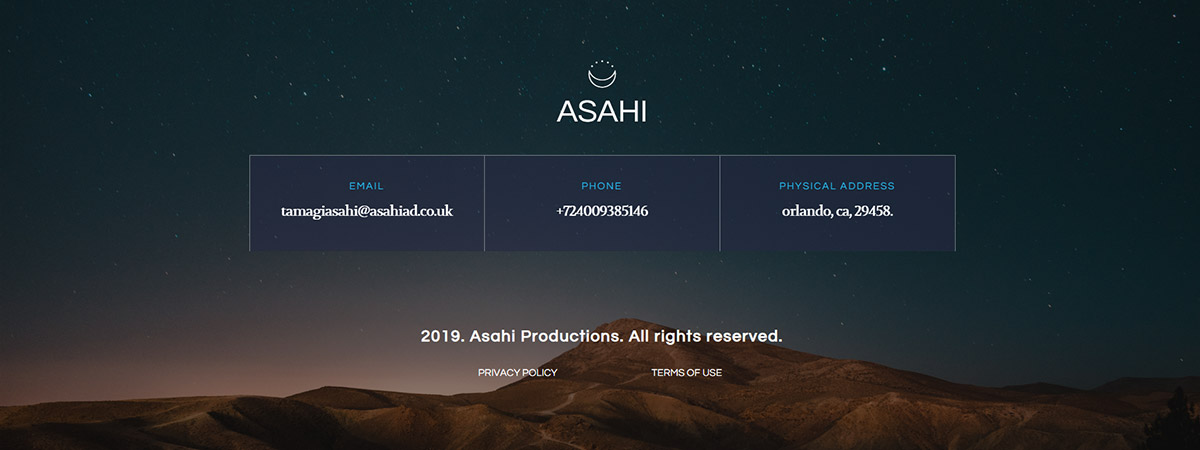 ASAHI
EMAIL
tamagiasahi@asahiad.co.uk
PHONE
+724009385146
PHYSICAL ADDRESS
orlando, ca, 29458.
2019. Asahi Productions. All rights reserved.
PRIVACY POLICY
TERMS OF USE